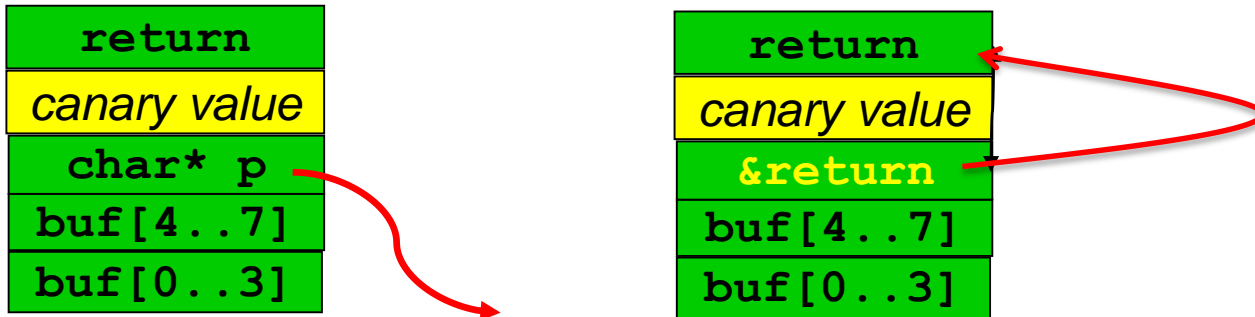 return
canary value
char* p
buf[4..7]
buf[0..3]
return
canary value
&return
buf[4..7]
buf[0..3]